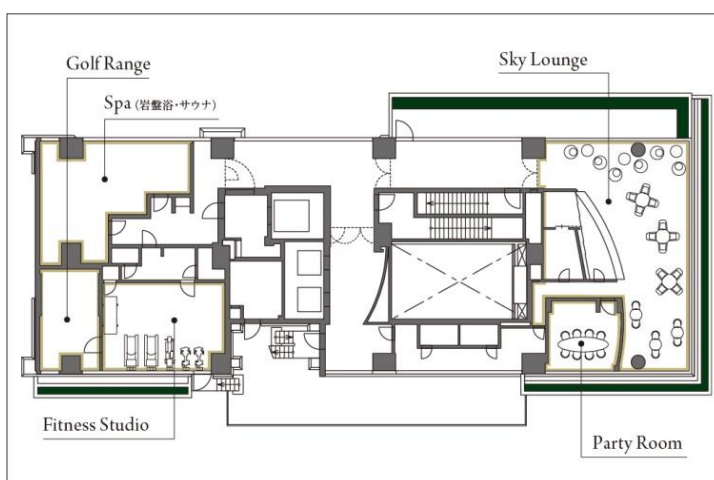 Golf Range
Sky Lounge
Spa (岩盤浴・サウナ)
Fitness Studio
Party Room